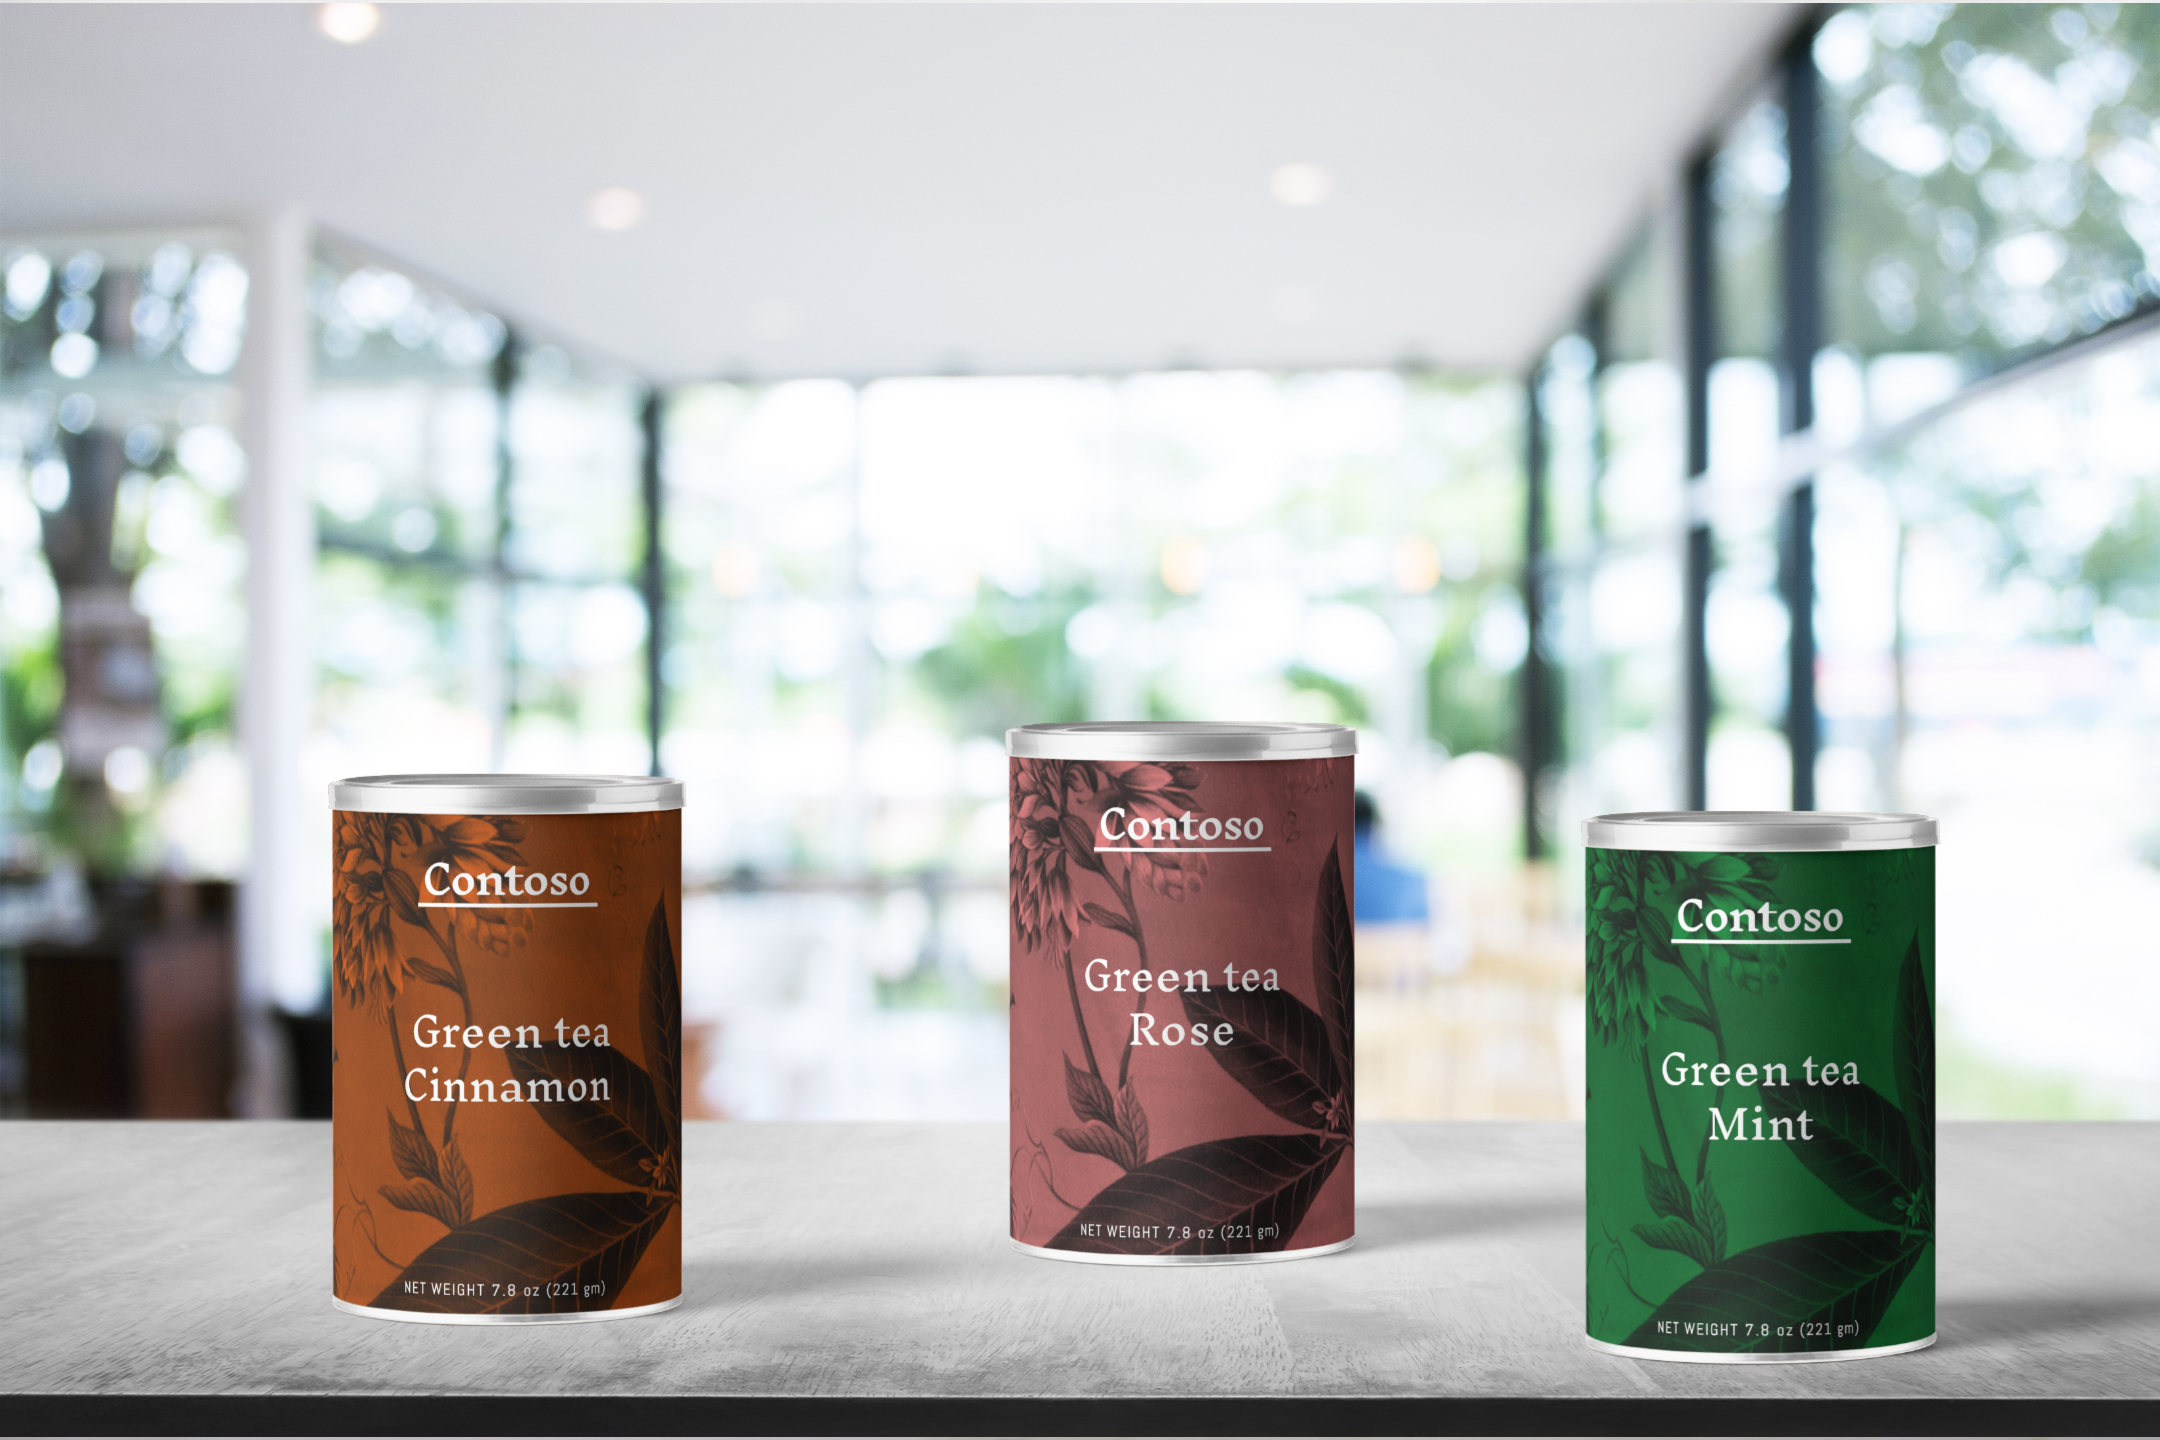 Contoso
Green tea
Cinnamon
NET WEIGHT 7.8 oz (221 gm)
Contoso
Green tea
Rose
NET WEIGHT 7.8 oz (221 gm)
Contoso
Green tea
Mint
NET WEIGHT 7.8 oz (221 gm)